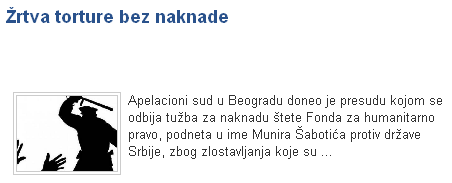 Žrtva torture bez naknade
Apelacioni sud u Beogradu doneo je presudu kojom se
odbija tužba za naknadu štete Fonda za humanitarno
pravo, podneta u ime Munira Šabotića protiv države
Srbije, zbog zlostavljanja koje su ...